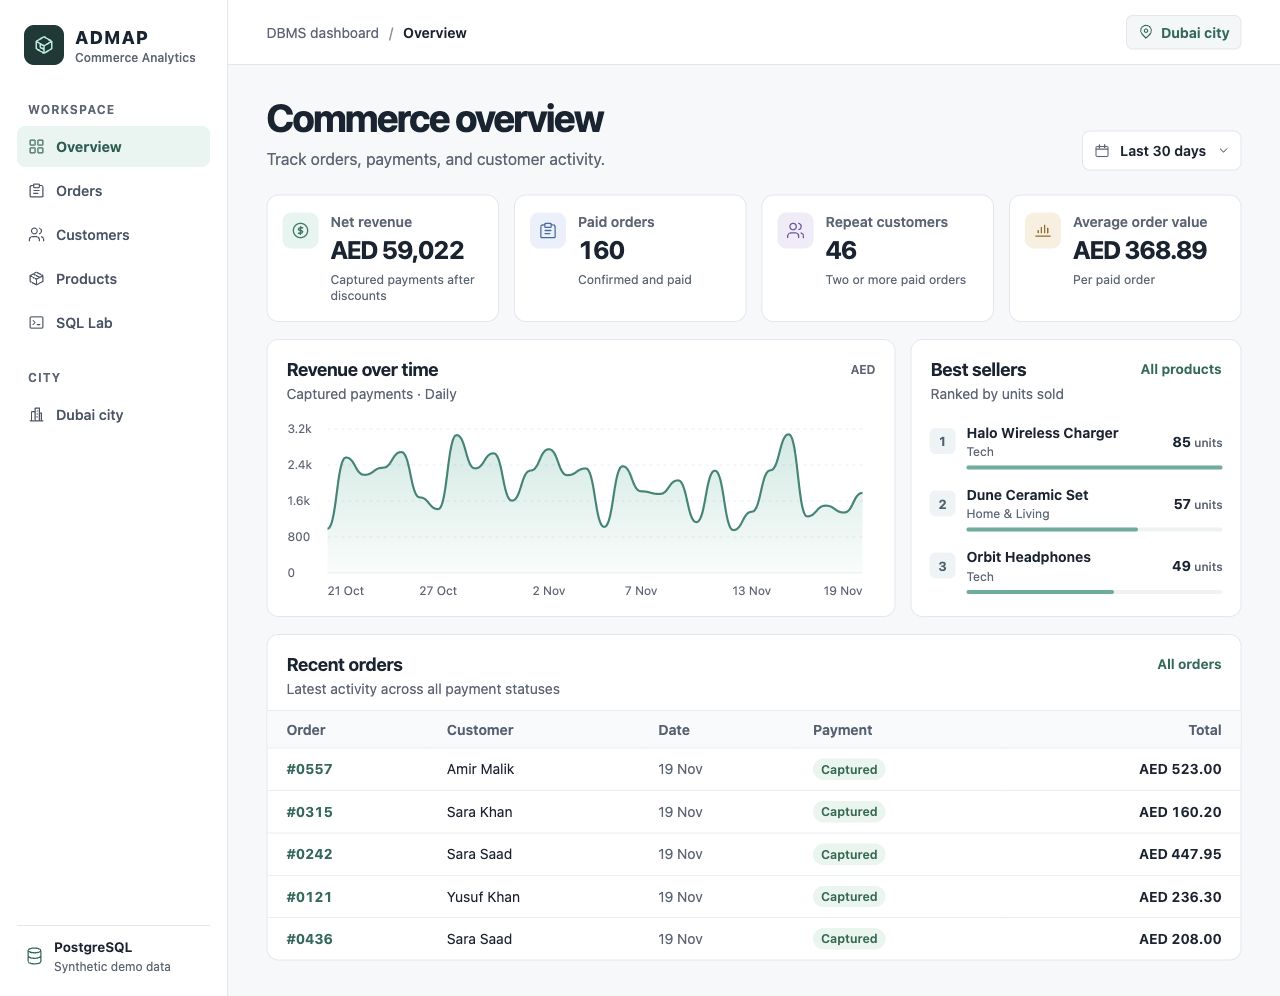 ADMAP
Commerce Analytics
WORKSPACE
Overview
Orders
Customers
Products
SQL Lab
CITY
Dubai city
PostgreSQL
Synthetic demo data
DBMS dashboard / Overview
Dubai city
Commerce overview
Track orders, payments, and customer activity.
Last 30 days
Net revenue
AED 59,022
Captured payments after
discounts
Paid orders
160
Confirmed and paid
Repeat customers
46
Two or more paid orders
Average order value
AED 368.89
Per paid order
Revenue over time
AED
Captured payments · Daily
3.2k
2.4k
1.6k
800
0
21 Oct 27 Oct 2 Nov 7 Nov 13 Nov 19 Nov
Best sellers
All products
Ranked by units sold
1 Halo Wireless Charger 85 units
Tech
2 Dune Ceramic Set 57 units
Home & Living
3 Orbit Headphones 49 units
Tech
Recent orders
All orders
Latest activity across all payment statuses
Order Customer Date Payment Total
#0557 Amir Malik 19 Nov Captured AED 523.00
#0315 Sara Khan 19 Nov Captured AED 160.20
#0242 Sara Saad 19 Nov Captured AED 447.95
#0121 Yusuf Khan 19 Nov Captured AED 236.30
#0436 Sara Saad 19 Nov Captured AED 208.00